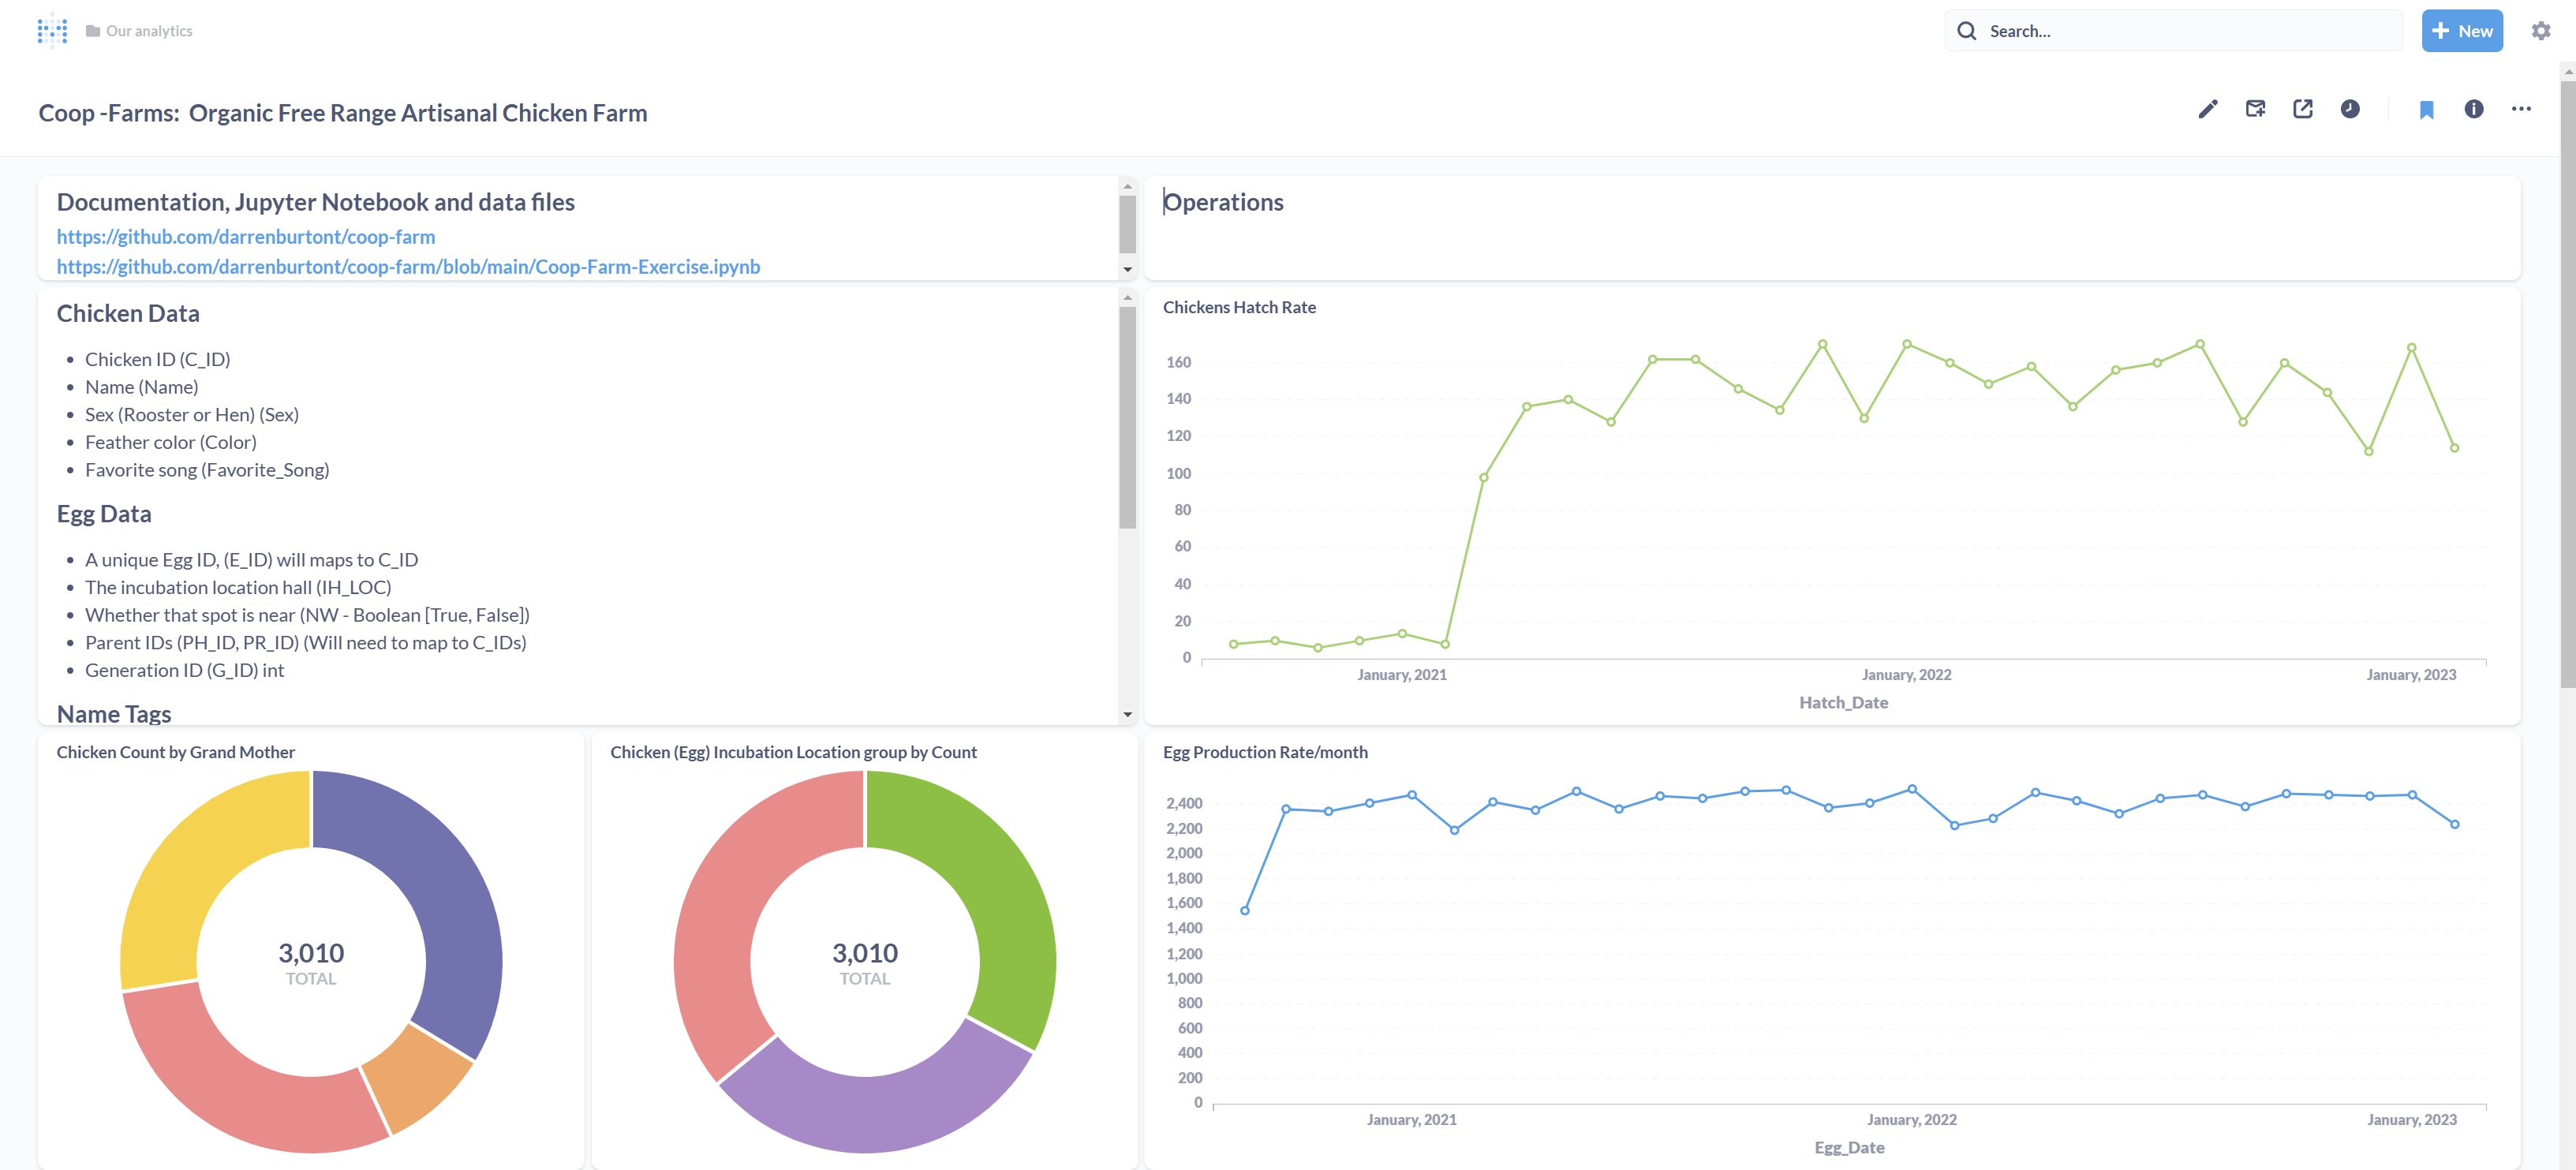 Our analytics
Search...
New
Coop -Farms:  Organic Free Range Artisanal Chicken Farm
Documentation, Jupyter Notebook and data files
https://github.com/darrenburtont/coop-farm
https://github.com/darrenburtont/coop-farm/blob/main/Coop-Farm-Exercise.ipynb
Operations
Chicken Data
• Chicken ID (C_ID)
• Name (Name)
• Sex (Rooster or Hen) (Sex)
• Feather color (Color)
• Favorite song (Favorite_Song)
Egg Data
• A unique Egg ID, (E_ID) will maps to C_ID
• The incubation location hall (IH_LOC)
• Whether that spot is near (NW - Boolean [True, False])
• Parent IDs (PH_ID, PR_ID) (Will need to map to C_IDs)
• Generation ID (G_ID) int
Name Tags
Chickens Hatch Rate
160
140
120
100
80
60
40
20
0
January, 2021 January, 2022 January, 2023
Hatch_Date
Chicken Count by Grand Mother
3,010
TOTAL
Chicken (Egg) Incubation Location group by Count
3,010
TOTAL
Egg Production Rate/month
2,400
2,200
2,000
1,800
1,600
1,400
1,200
1,000
800
600
400
200
0
January, 2021 January, 2022 January, 2023
Egg_Date